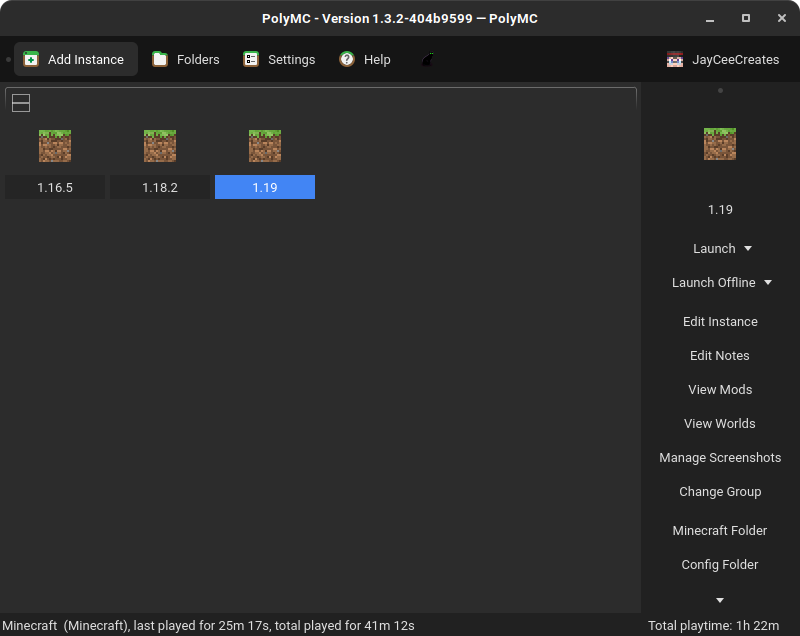 PolyMC - Version 1.3.2-404b9599 — PolyMC
Add Instance Folders Settings Help JayCeeCreates
1.16.5 1.18.2 1.19
1.19
Launch
Launch Offline
Edit Instance
Edit Notes
View Mods
View Worlds
Manage Screenshots
Change Group
Minecraft Folder
Config Folder
Minecraft (Minecraft), last played for 25m 17s, total played for 41m 12s Total playtime: 1h 22m